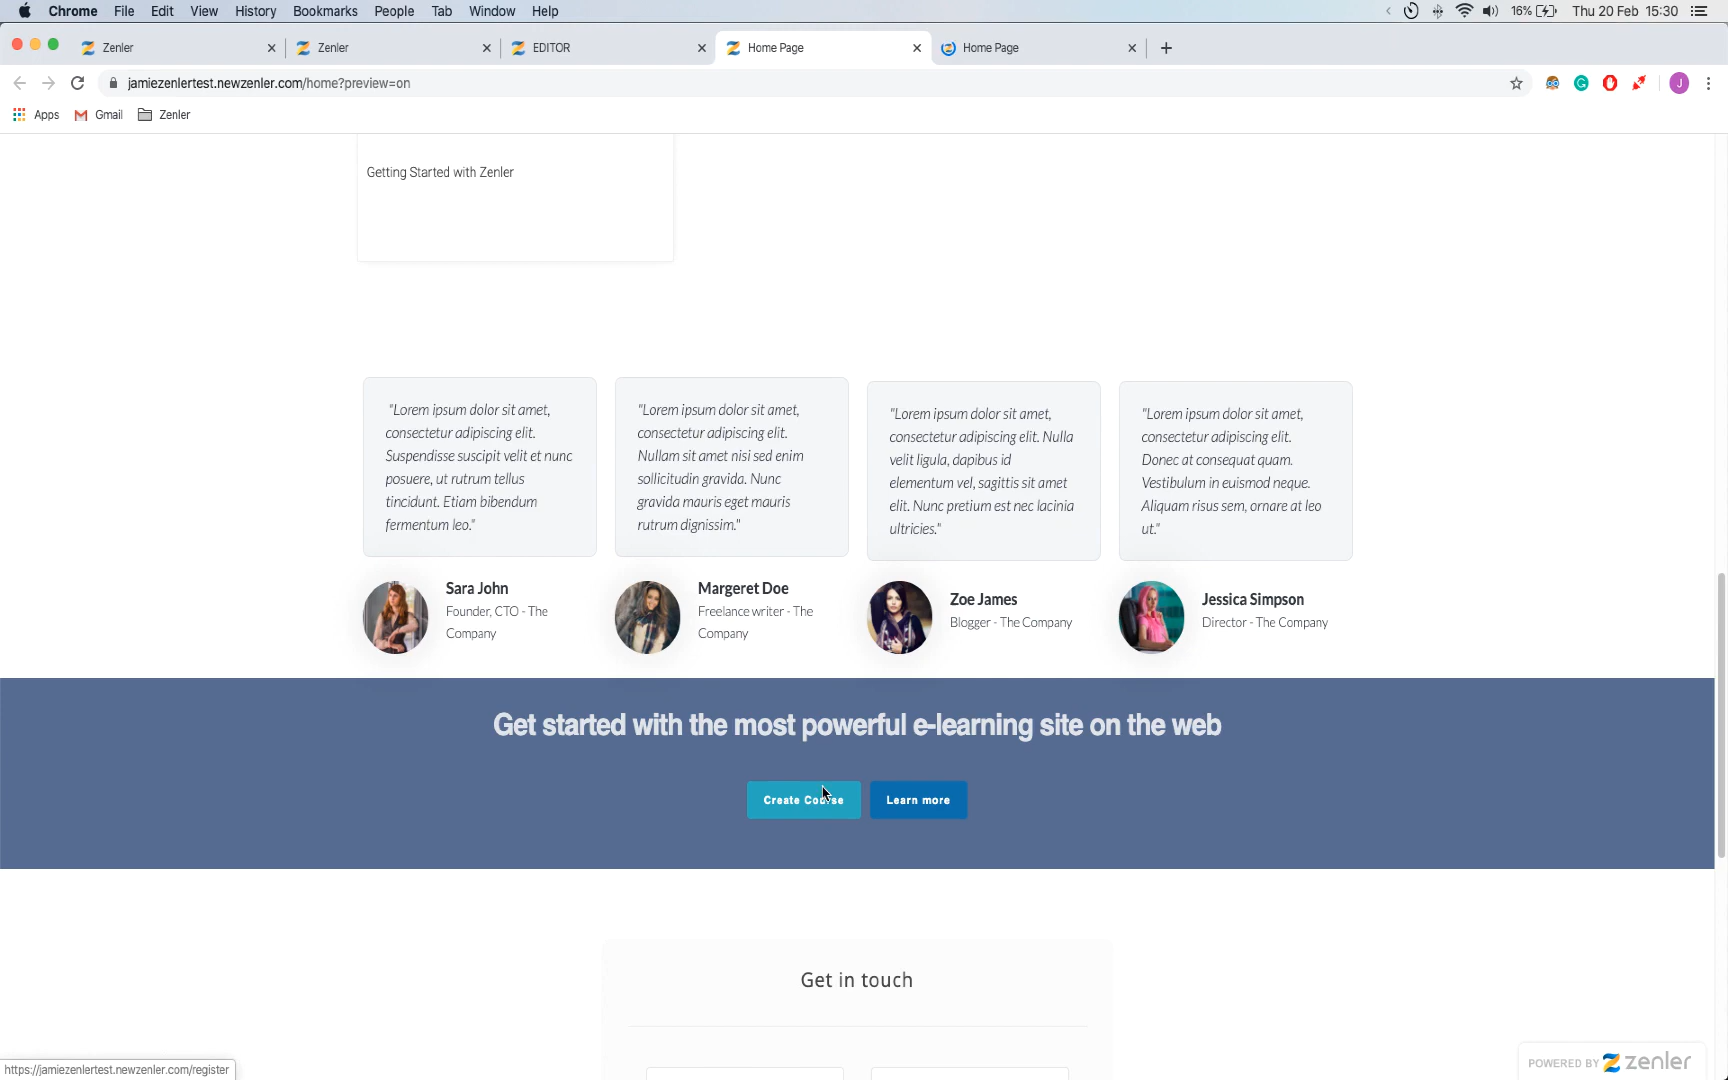 Chrome File Edit View History Bookmarks People Tab Window Help 16% Thu 20 Feb 15:30
Zenler Zenler EDITOR Home Page Home Page
jamiezenlertest.newzenler.com/home?preview=on J
Apps Gmail Zenler
Getting Started with Zenler
"Lorem ipsum dolor sit amet,
consectetur adipiscing elit.
Suspendisse suscipit velit et nunc
posuere, ut rutrum tellus
tincidunt. Etiam bibendum
fermentum leo."
"Lorem ipsum dolor sit amet,
consectetur adipiscing elit.
Nullam sit amet nisi sed enim
sollicitudin gravida. Nunc
gravida mauris eget mauris
rutrum dignissim."
"Lorem ipsum dolor sit amet,
consectetur adipiscing elit. Nulla
velit ligula, dapibus id
elementum vel, sagittis sit amet
elit. Nunc pretium est nec lacinia
ultricies."
"Lorem ipsum dolor sit amet,
consectetur adipiscing elit.
Donec at consequat quam.
Vestibulum in euismod neque.
Aliquam risus sem, ornare at leo
ut."
Sara John
Founder, CTO - The
Company
Margeret Doe
Freelance writer - The
Company
Zoe James
Blogger - The Company
Jessica Simpson
Director - The Company
Get started with the most powerful e-learning site on the web
Create Course Learn more
Get in touch
https://jamiezenlertest.newzenler.com/register
POWERED BY zenler